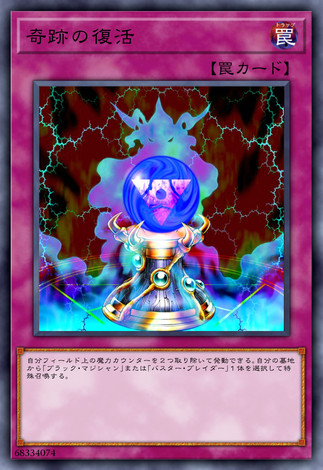 奇跡の復活
トラップ
罠
【罠カード】
自分フィールド上の魔力カウンターを２つ取り除いて発動できる。自分の墓地
から「ブラック・マジシャン」または「バスター・ブレイダー」１体を選択して特
殊召喚する。
68334074